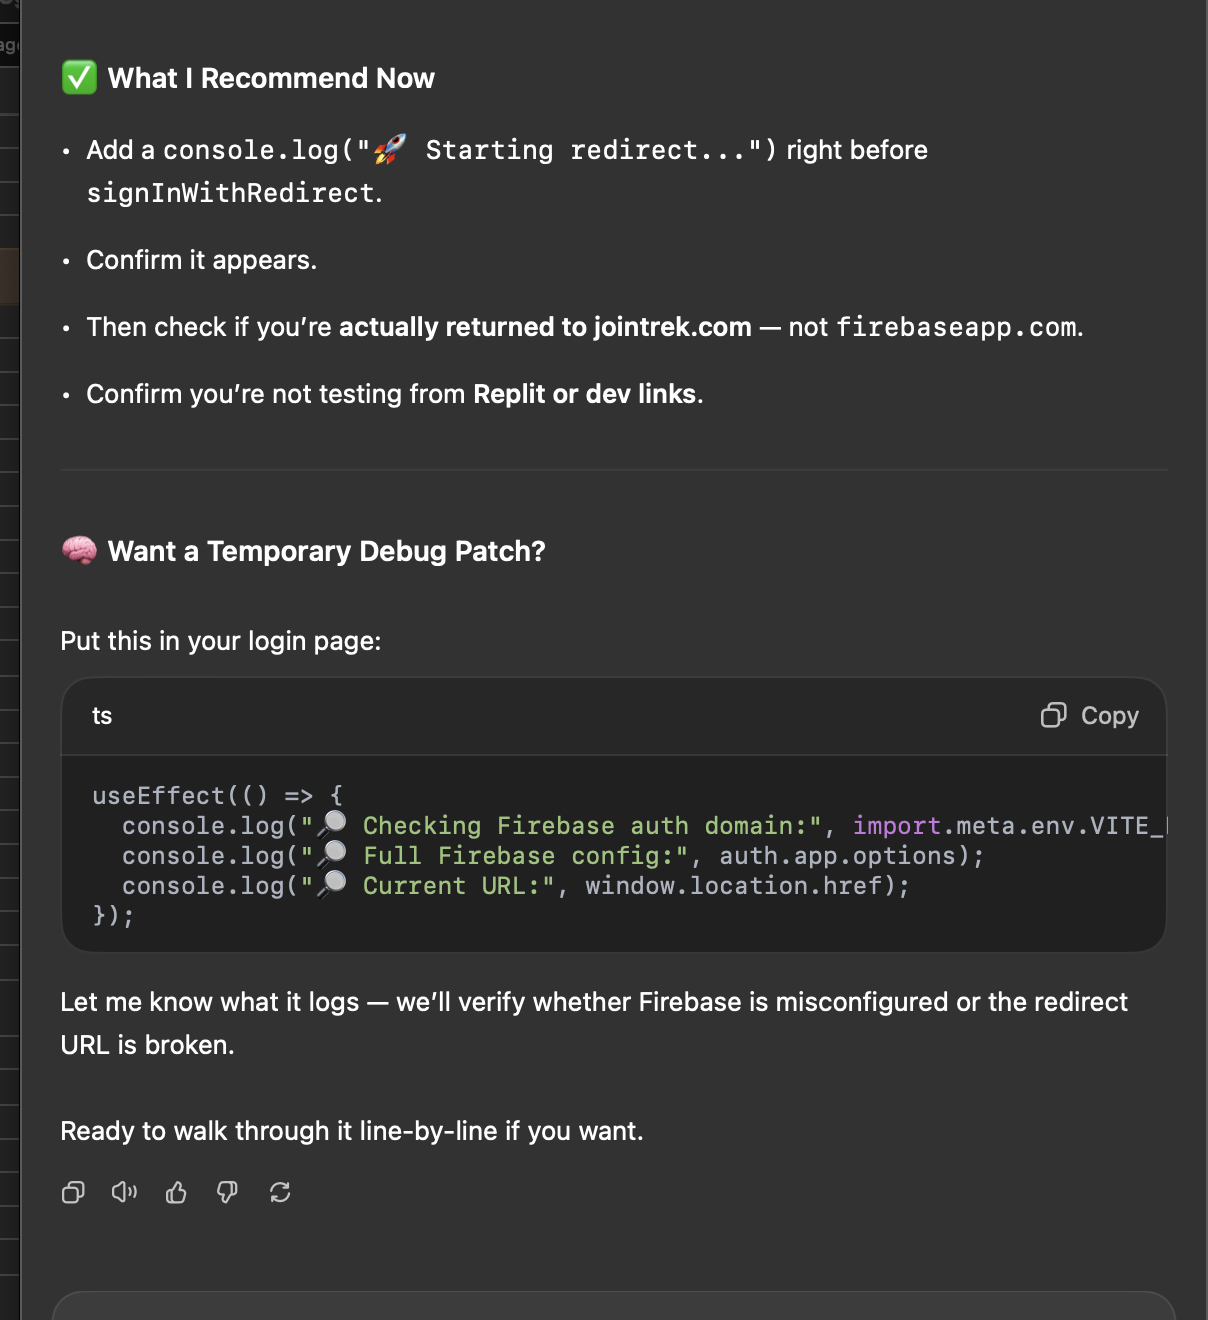 ✅ What I Recommend Now
• Add a console.log("🚀 Starting redirect...") right before
signInWithRedirect.
• Confirm it appears.
• Then check if you’re actually returned to jointrek.com — not firebaseapp.com.
• Confirm you’re not testing from Replit or dev links.
🧠 Want a Temporary Debug Patch?
Put this in your login page:
ts
Copy
useEffect(() => {
  console.log("🔎 Checking Firebase auth domain:", import.meta.env.VITE_
  console.log("🔎 Full Firebase config:", auth.app.options);
  console.log("🔎 Current URL:", window.location.href);
});
Let me know what it logs — we’ll verify whether Firebase is misconfigured or the redirect
URL is broken.
Ready to walk through it line-by-line if you want.